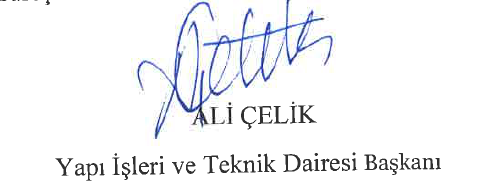 ALİ ÇELİK
Yapı İşleri ve Teknik Dairesi Başkanı